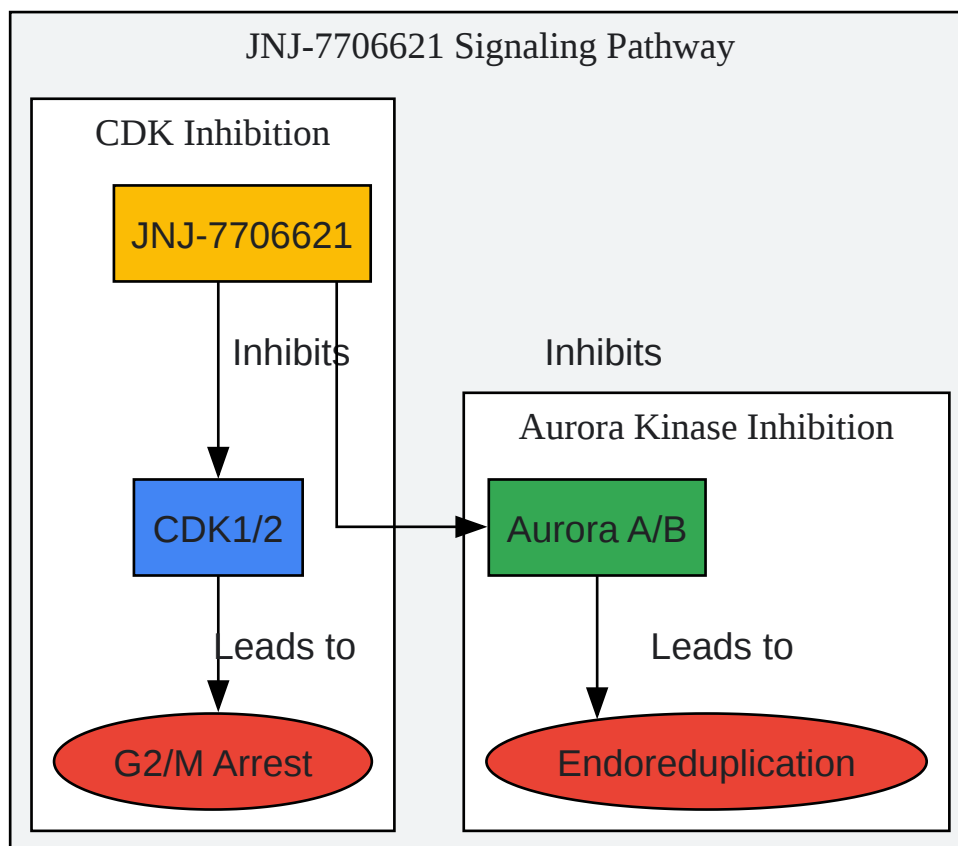 JNJ-7706621 Signaling Pathway
CDK Inhibition
JNJ-7706621
Inhibits
Inhibits
Aurora Kinase Inhibition
CDK1/2
Aurora A/B
Leads to
Leads to
G2/M Arrest
Endoreduplication